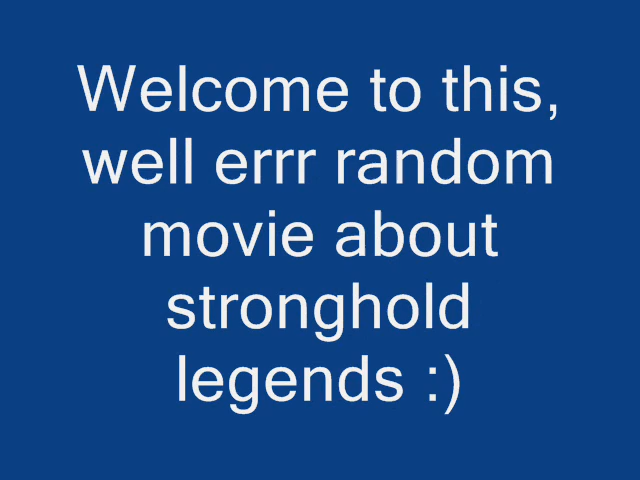 Welcome to this,
well errr random
movie about
stronghold
legends :)